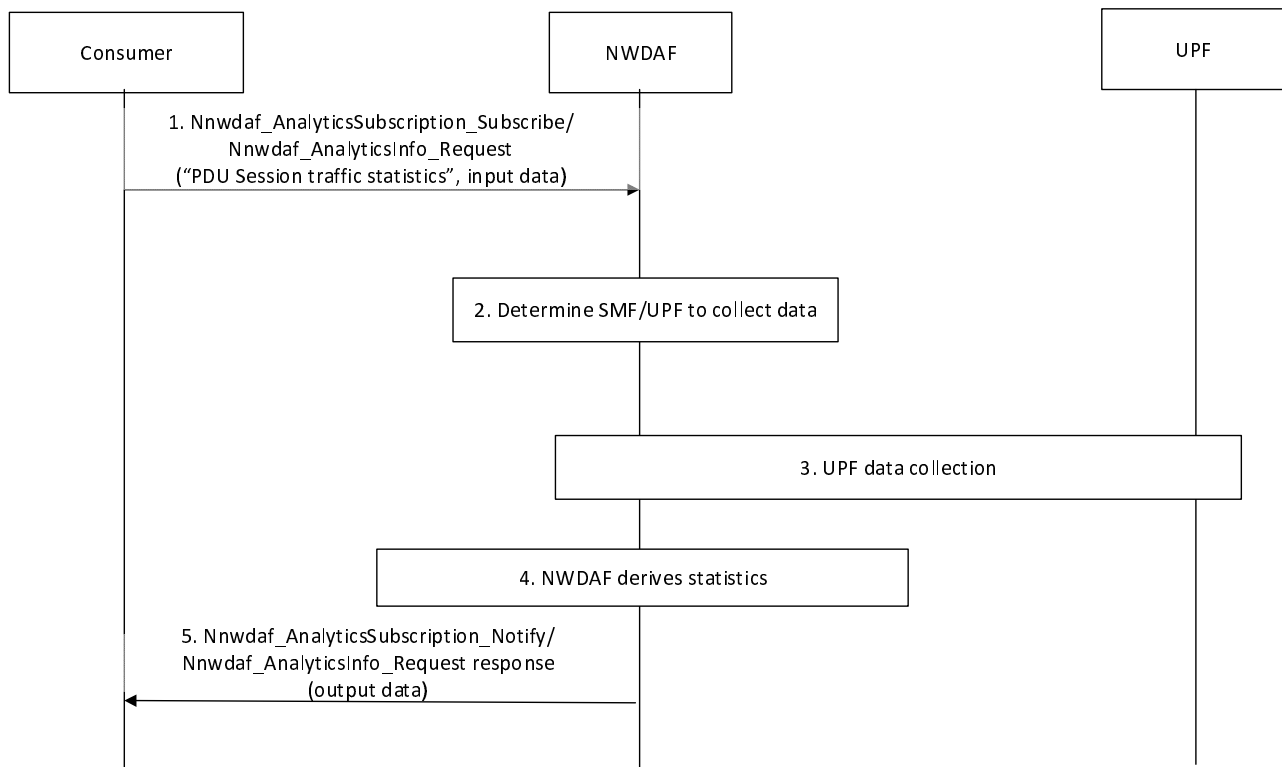 Consumer
NWDAF
UPF
1. Nnwdaf_AnalyticsSubscription_Subscribe/
Nnwdaf_AnalyticsInfo_Request
(“PDU Session traffic statistics”, input data)
2. Determine SMF/UPF to collect data
3. UPF data collection
4. NWDAF derives statistics
5. Nnwdaf_AnalyticsSubscription_Notify/
Nnwdaf_AnalyticsInfo_Request response
(output data)